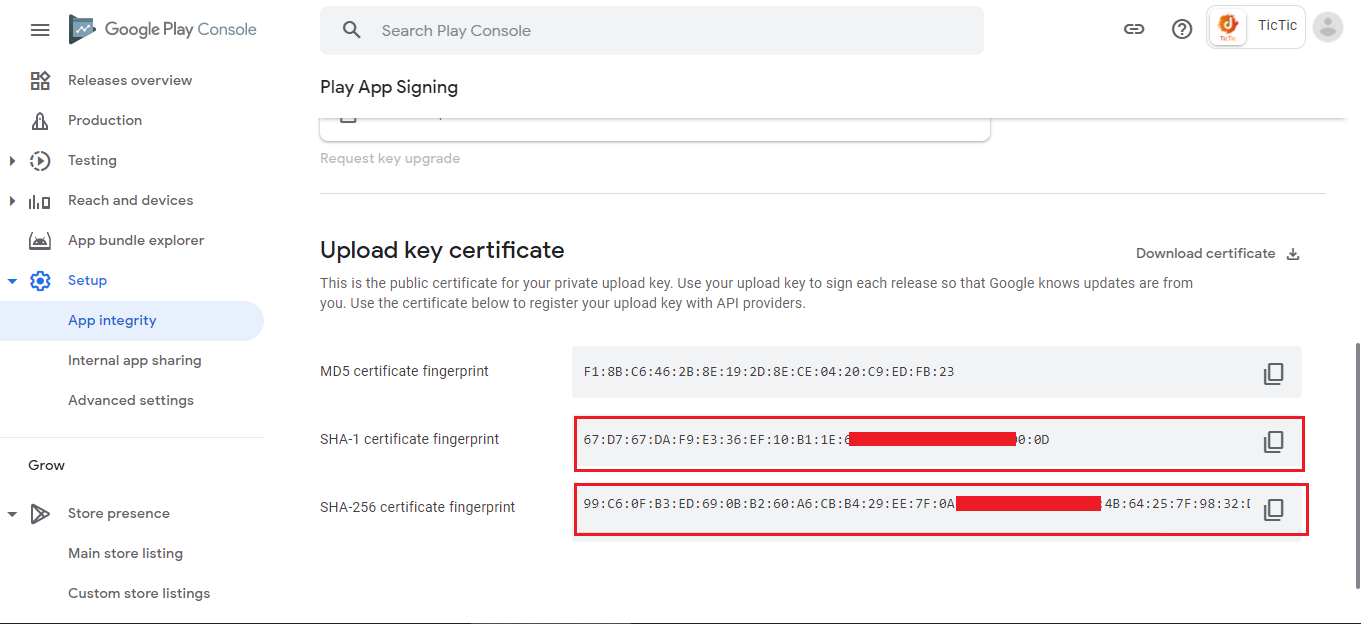 Google Play Console
Search Play Console
TicTic
TicTic
Releases overview
Production
Testing
Reach and devices
App bundle explorer
Setup
App integrity
Internal app sharing
Advanced settings
Grow
Store presence
Main store listing
Custom store listings
Play App Signing
Request key upgrade
Upload key certificate
Download certificate
This is the public certificate for your private upload key. Use your upload key to sign each release so that Google knows updates are from
you. Use the certificate below to register your upload key with API providers.
MD5 certificate fingerprint
F1:8B:C6:46:2B:8E:19:2D:8E:CE:04:20:C9:ED:FB:23
SHA-1 certificate fingerprint
67:D7:67:DA:F9:E3:36:EF:10:B1:1E: 0:0D
SHA-256 certificate fingerprint
99:C6:0F:B3:ED:69:0B:B2:60:A6:CB:B4:29:EE:7F:0A :4B:64:25:7F:98:32: